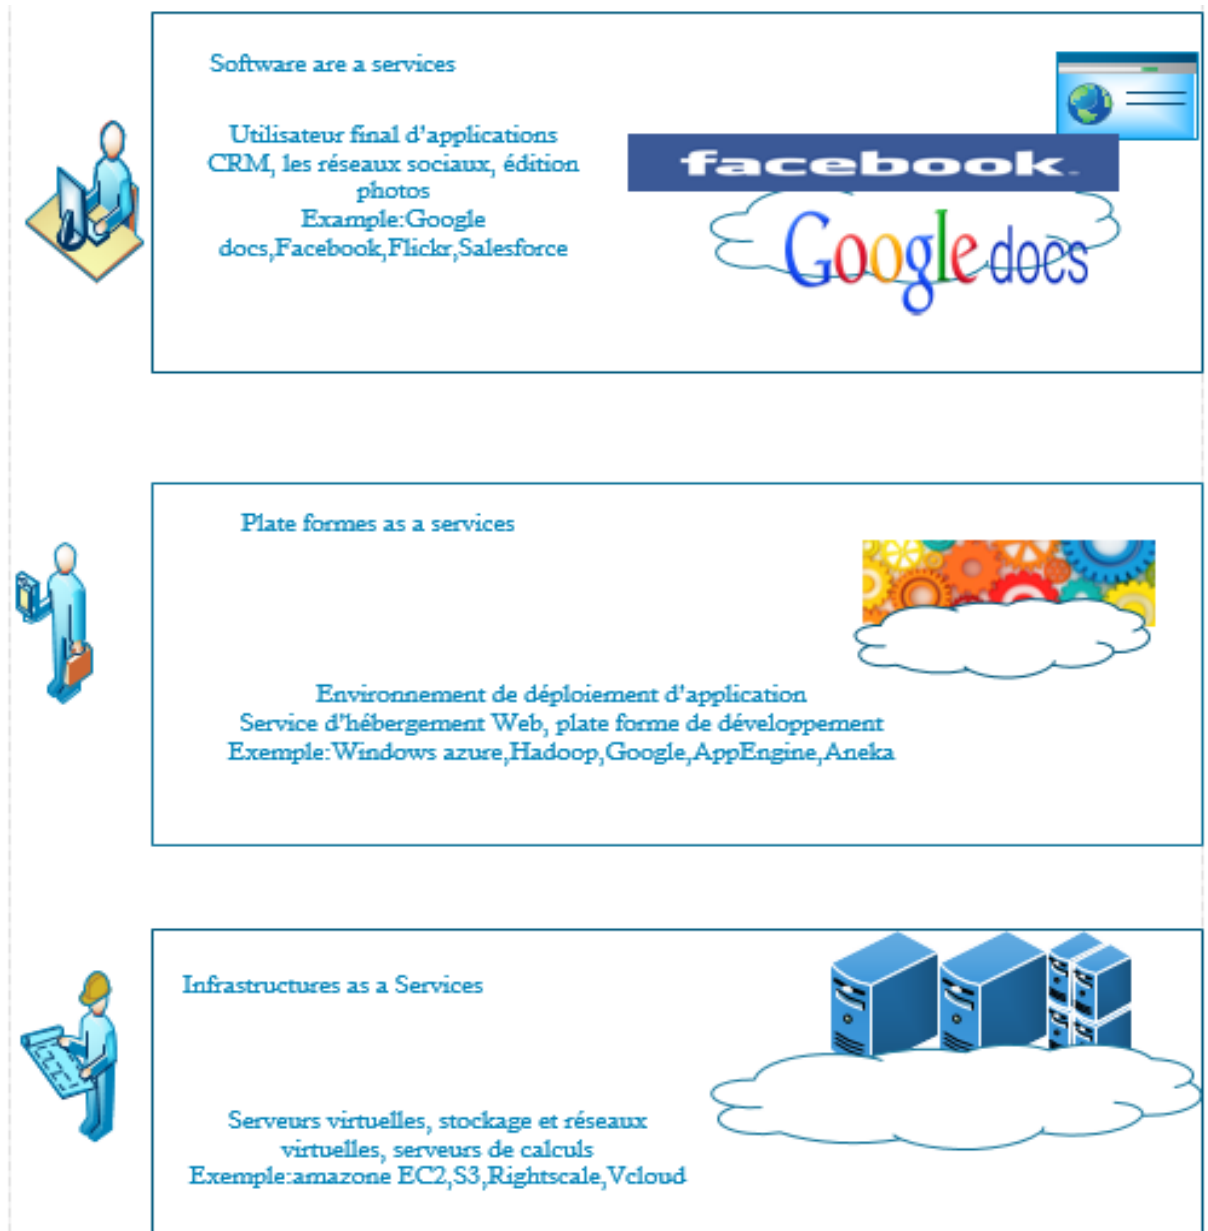 Software are a services
Utilisateur final d'applications
CRM, les réseaux sociaux, édition
photos
Example:Google
docs,Facebook,Flickr,Salesforce
facebook.
Google docs
Plate formes as a services
Environnement de déploiement d'application
Service d'hébergement Web, plate forme de développement
Exemple:Windows azure,Hadoop,Google,AppEngine,Aneka
Infrastructures as a Services
Serveurs virtuelles, stockage et réseaux
virtuelles, serveurs de calculs
Exemple:amazone EC2,S3,Rightscale,Vcloud